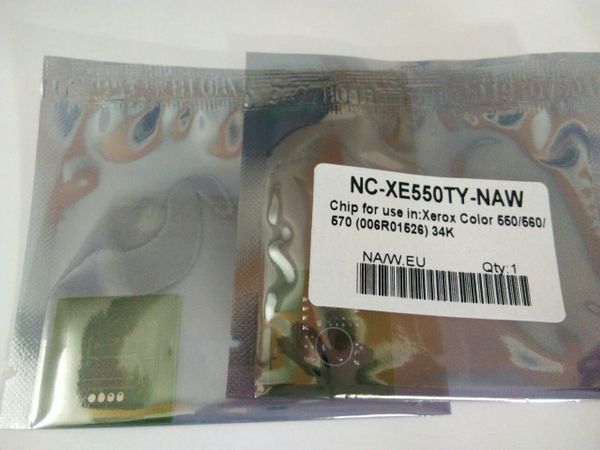 NC-XE550TY-NAW
Chip for use in:Xerox Color 550/560/
570 (006R01526) 34K
NA/W.EU Qty:1